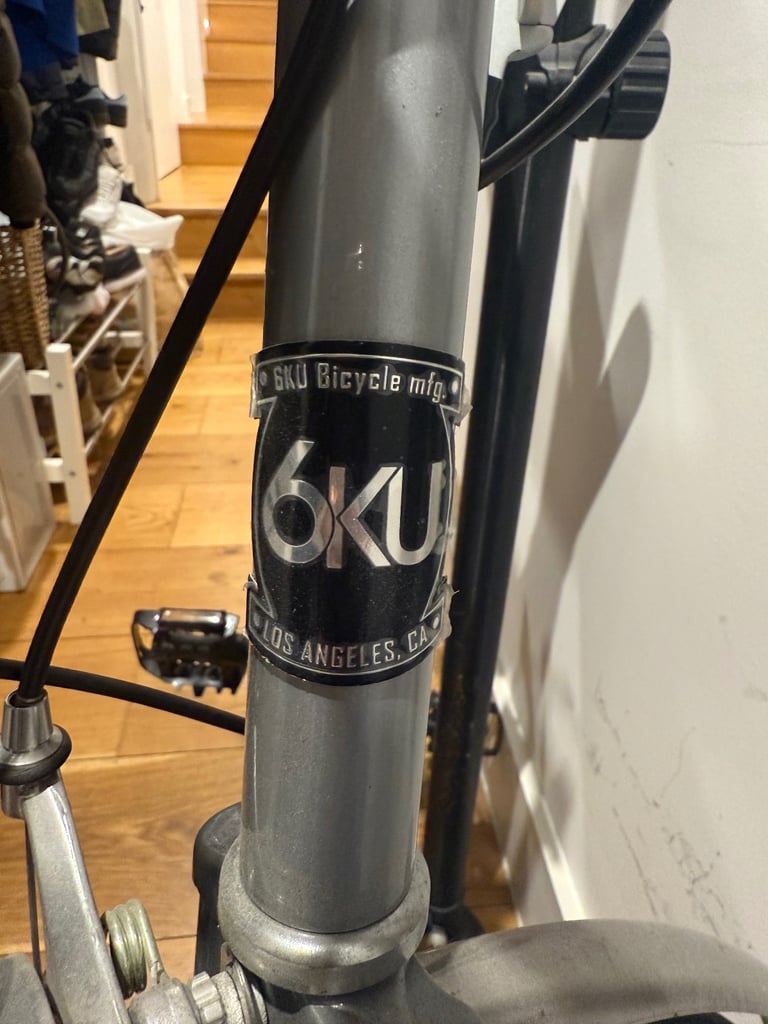 6KU Bicycle mfg.
6KU
LOS ANGELES, CA